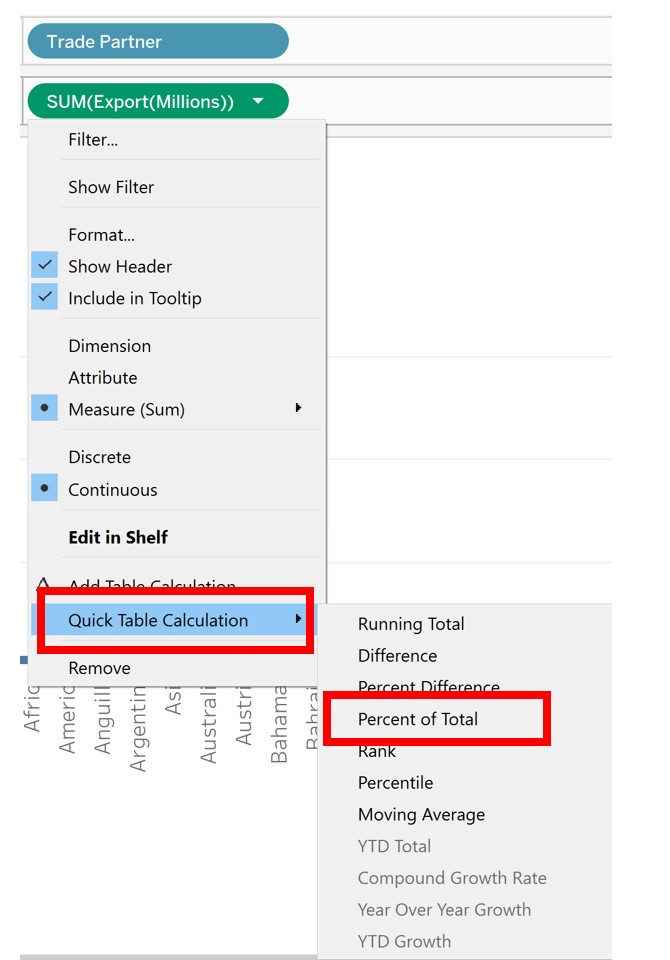 Trade Partner
SUM(Export(Millions))
Filter...
Show Filter
Format...
Show Header
Include in Tooltip
Dimension
Attribute
Measure (Sum)
Discrete
Continuous
Edit in Shelf
Add Table Calculation
Quick Table Calculation
Remove
Running Total
Difference
Percent Difference
Percent of Total
Rank
Percentile
Moving Average
YTD Total
Compound Growth Rate
Year Over Year Growth
YTD Growth
Afric
Americ
Anguill
Argentin
Asi
Australi
Austri
Bahama
Bahrai